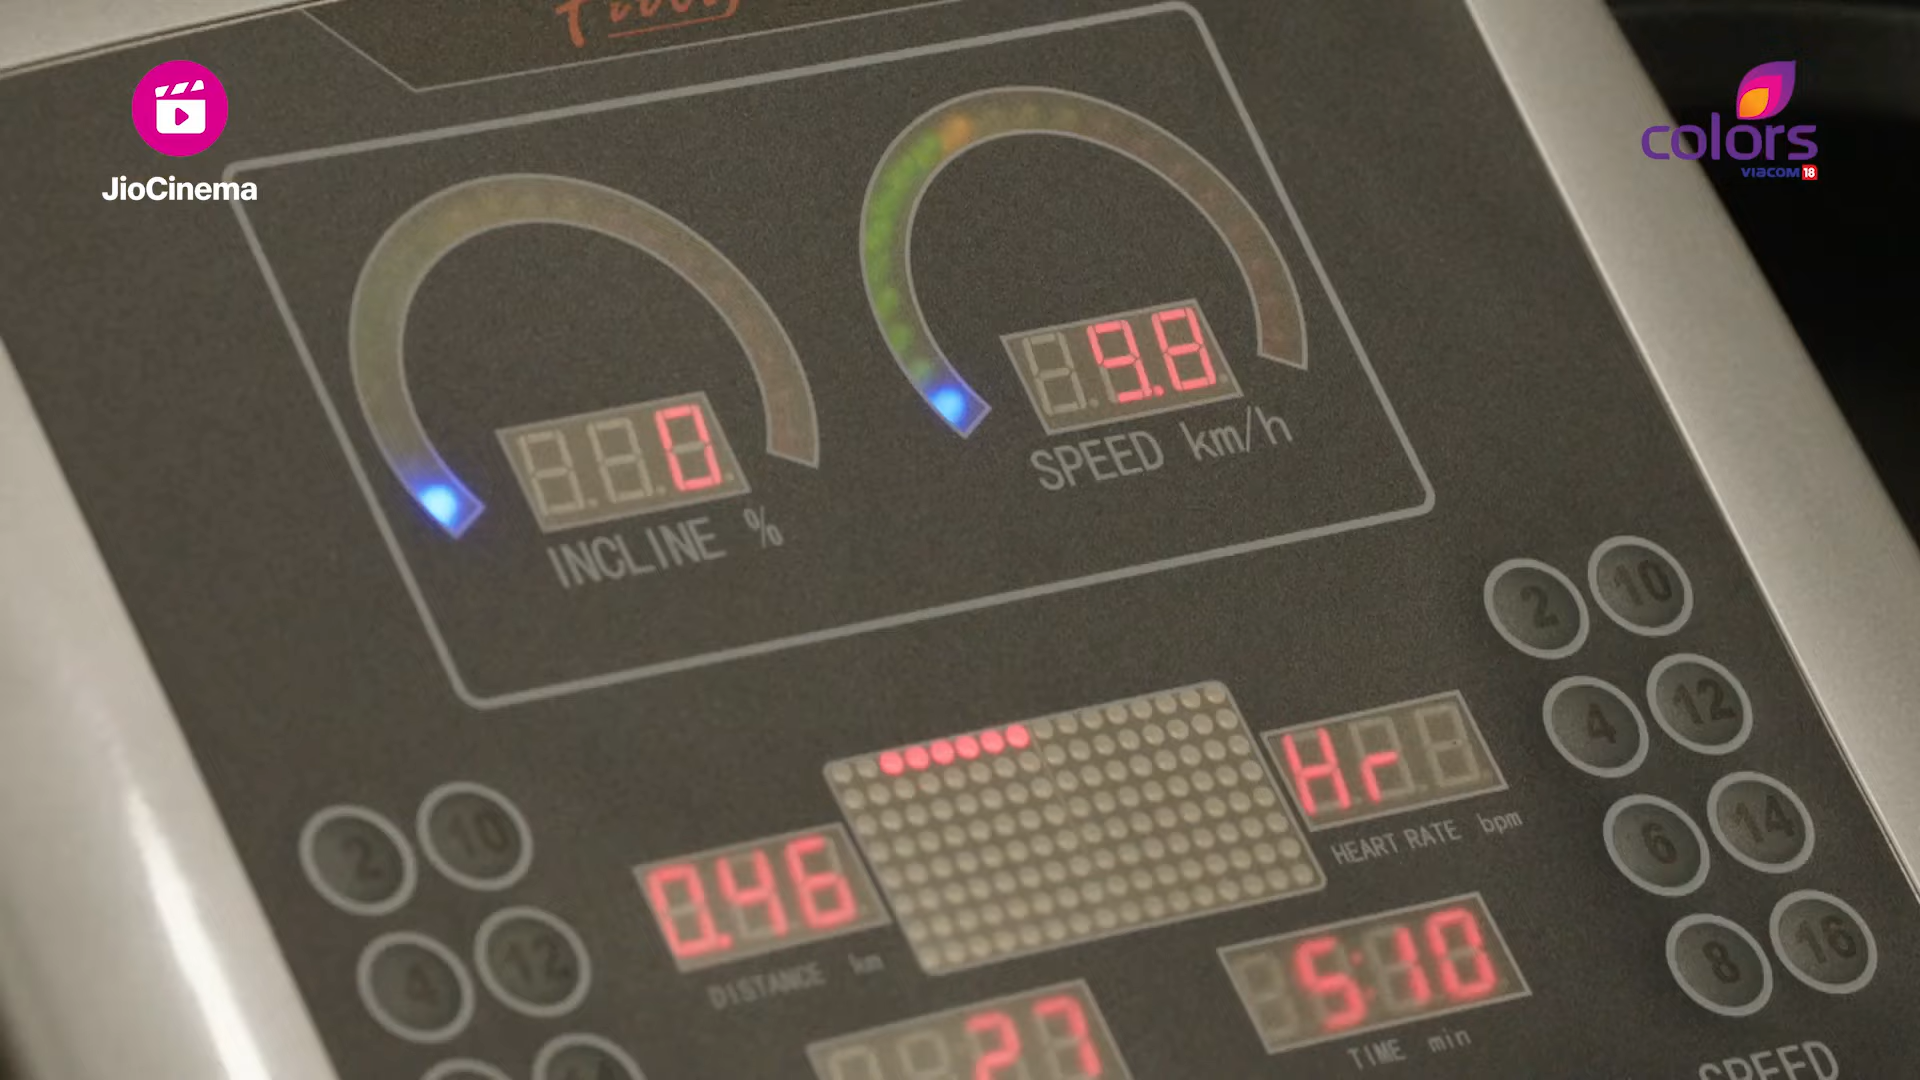 JioCinema
colors
VIACOM 18
0
INCLINE %
9.8
SPEED km/h
2
10
4
12
6
14
8
16
SPEED
Hr
HEART RATE bpm
0.46
DISTANCE km
5:10
TIME min
27
2
10
4
12